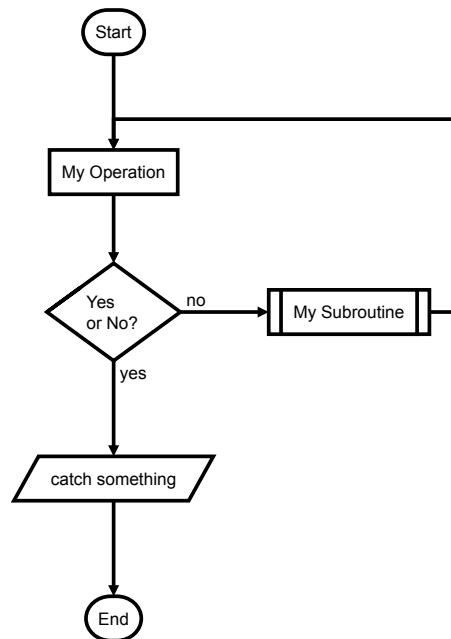 Start
My Operation
Yes
or No?
no
My Subroutine
yes
catch something
End